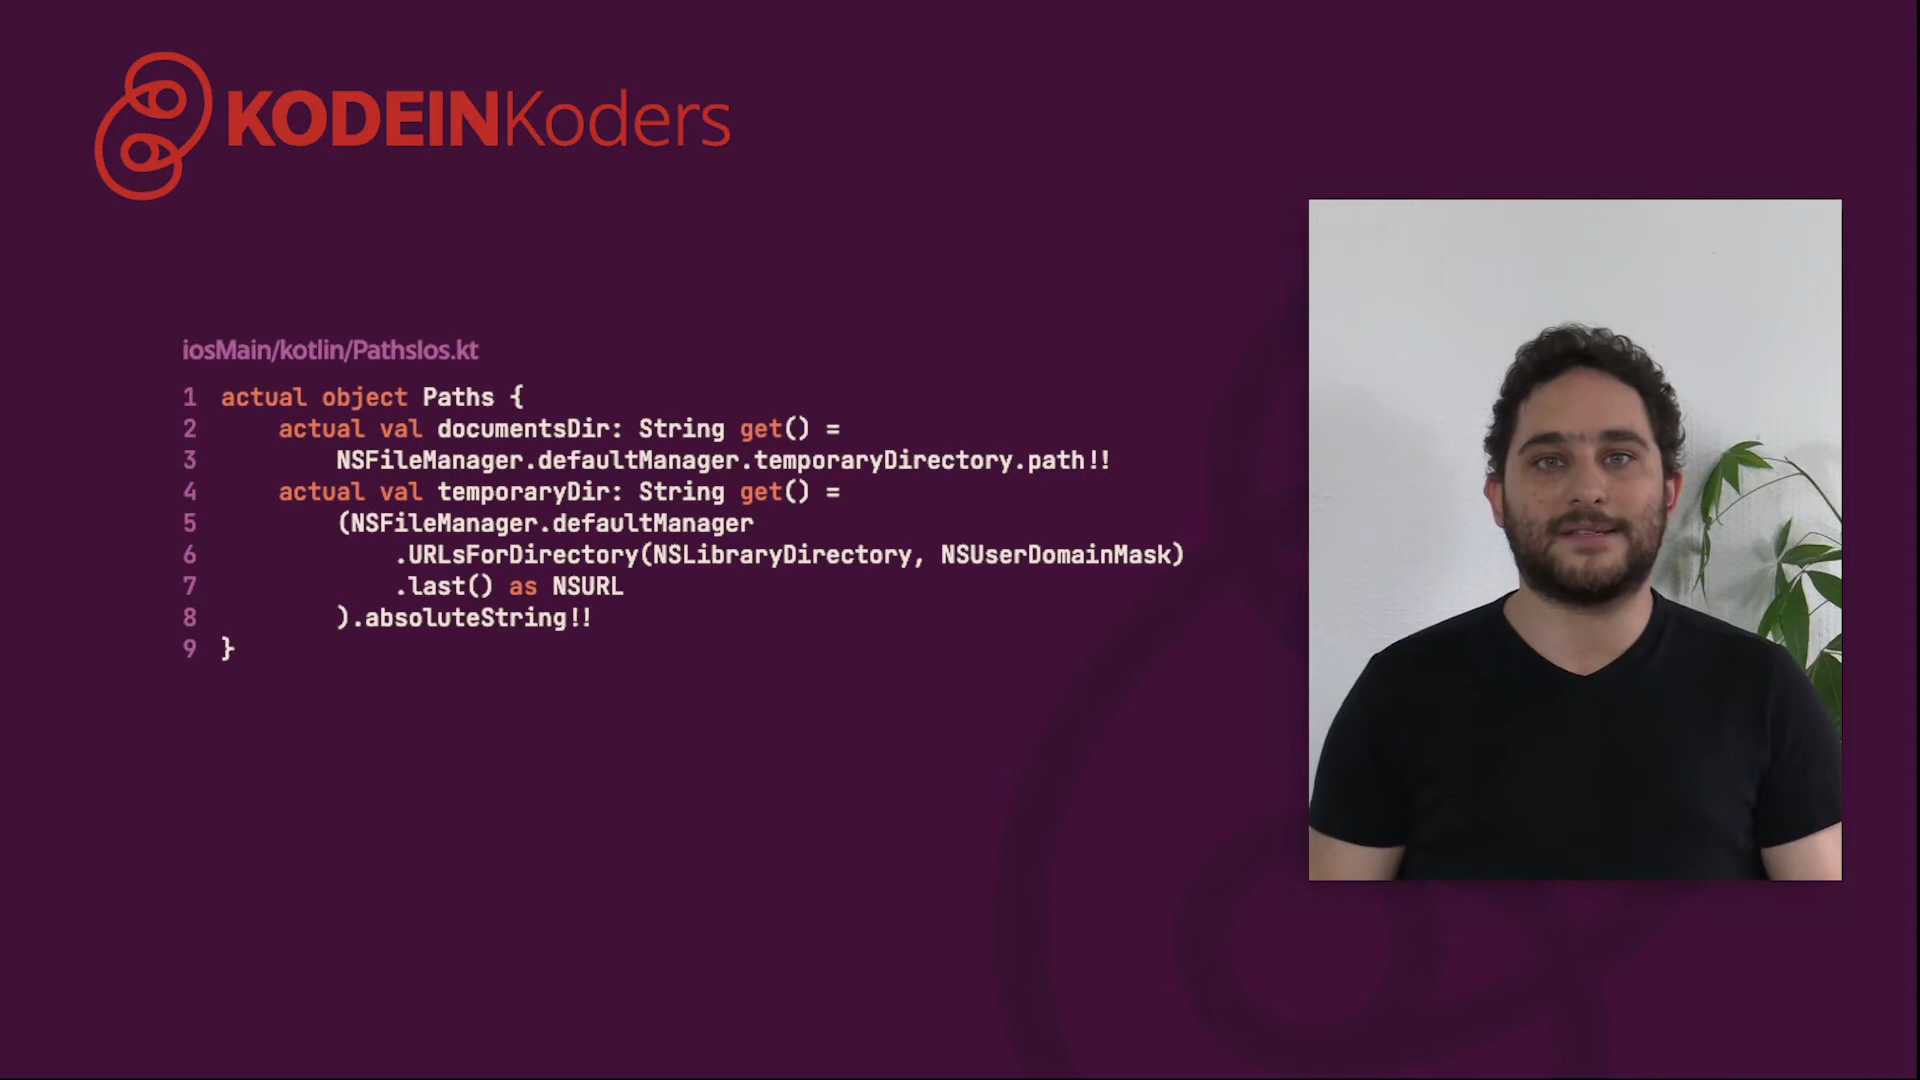 KODEINKoders
iosMain/kotlin/PathsIos.kt
1 actual object Paths {
2     actual val documentsDir: String get() =
3         NSFileManager.defaultManager.temporaryDirectory.path!!
4     actual val temporaryDir: String get() =
5         (NSFileManager.defaultManager
6             .URLsForDirectory(NSLibraryDirectory, NSUserDomainMask)
7             .last() as NSURL
8         ).absoluteString!!
9 }